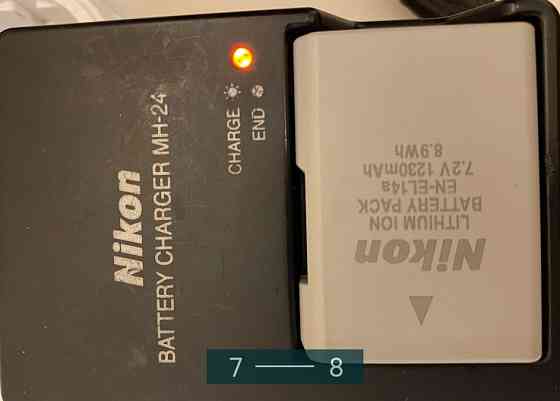 Nikon
BATTERY CHARGER MH-24
CHARGE
END
Nikon
LITHIUM ION
BATTERY PACK
EN-EL14a
7.2V 1230mAh
8.9Wh
7 — 8